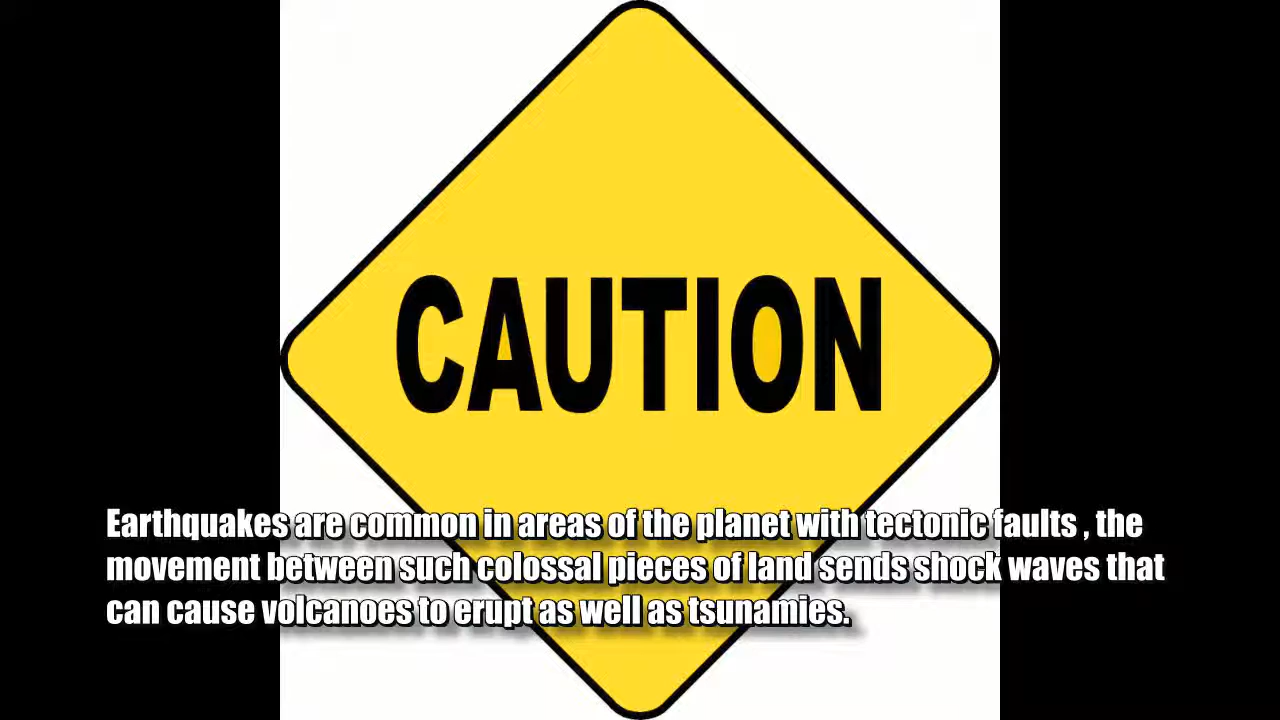 CAUTION
Earthquakes are common in areas of the planet with tectonic faults , the
movement between such colossal pieces of land sends shock waves that
can cause volcanoes to erupt as well as tsunamies.